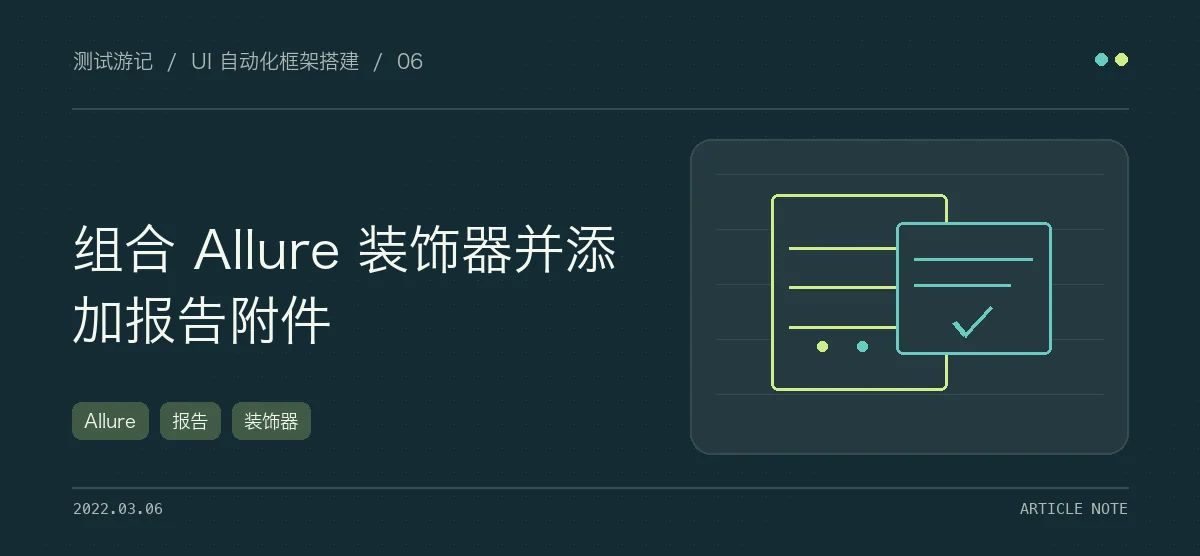 测试游记 / UI 自动化框架搭建 / 06
组合 Allure 装饰器并添
加报告附件
Allure 报告 装饰器
2022.03.06 ARTICLE NOTE